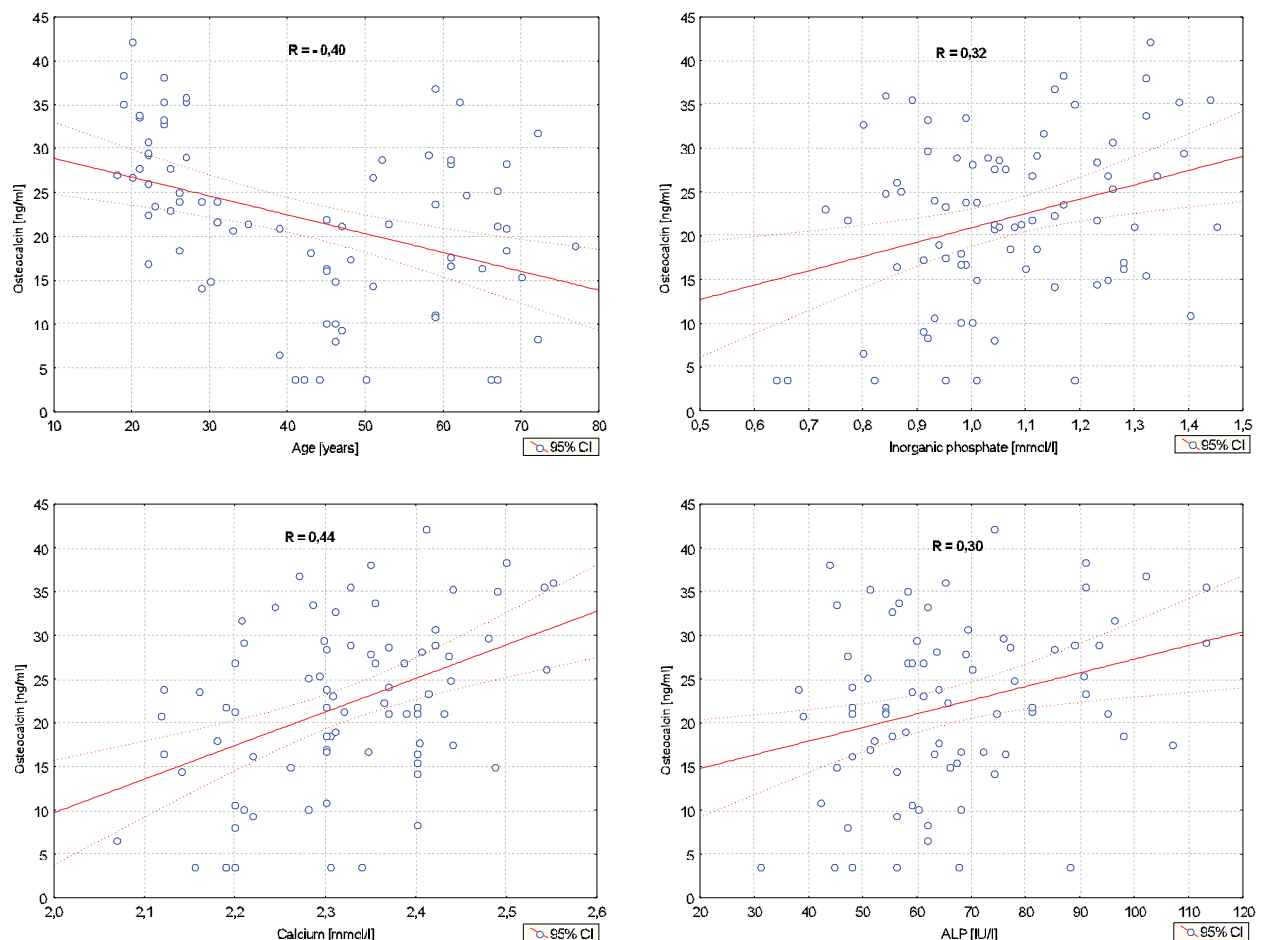 R = - 0,40
Osteocalcin [ng/ml]
45
40
35
30
25
20
15
10
5
0
10 20 30 40 50 60 70 80
Age [years]
95% CI
R = 0,32
Osteocalcin [ng/ml]
45
40
35
30
25
20
15
10
5
0
0,5 0,6 0,7 0,8 0,9 1,0 1,1 1,2 1,3 1,4 1,5
Inorganic phosphate [mmol/l]
95% CI
R = 0,44
Osteocalcin [ng/ml]
45
40
35
30
25
20
15
10
5
0
2,0 2,1 2,2 2,3 2,4 2,5 2,6
Calcium [mmol/l]
95% CI
R = 0,30
Osteocalcin [ng/ml]
45
40
35
30
25
20
15
10
5
0
20 30 40 50 60 70 80 90 100 110 120
ALP [IU/l]
95% CI